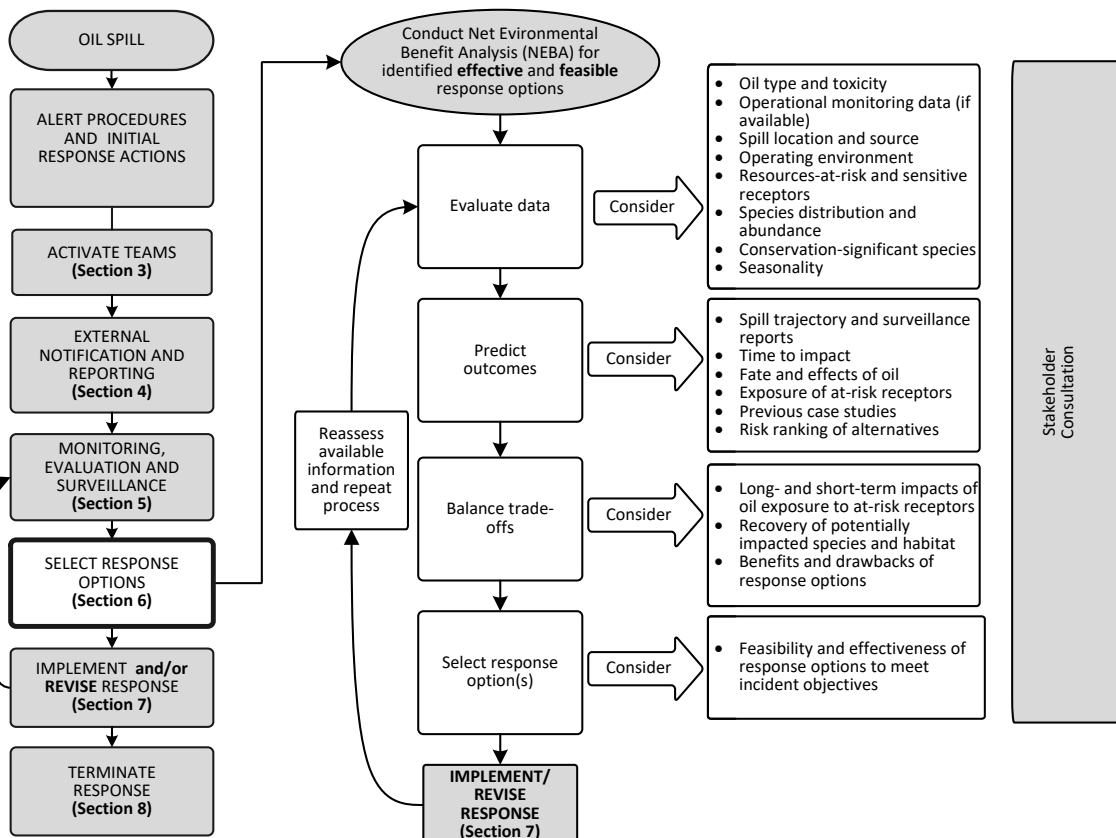 OIL SPILL
ALERT PROCEDURES
AND INITIAL
RESPONSE ACTIONS
ACTIVATE TEAMS
(Section 3)
EXTERNAL
NOTIFICATION AND
REPORTING
(Section 4)
MONITORING,
EVALUATION AND
SURVEILLANCE
(Section 5)
SELECT RESPONSE
OPTIONS
(Section 6)
IMPLEMENT and/or
REVISE RESPONSE
(Section 7)
TERMINATE
RESPONSE
(Section 8)
Conduct Net Evironmental
Benefit Analysis (NEBA) for
identified effective and feasible
response options
Evaluate data
Consider
• Oil type and toxicity
• Operational monitoring data (if
available)
• Spill location and source
• Operating environment
• Resources-at-risk and sensitive
receptors
• Species distribution and
abundance
• Conservation-significant species
• Seasonality
Predict
outcomes
Consider
• Spill trajectory and surveillance
reports
• Time to impact
• Fate and effects of oil
• Exposure of at-risk receptors
• Previous case studies
• Risk ranking of alternatives
Reassess
available
information
and repeat
process
Balance trade-
offs
Consider
• Long- and short-term impacts of
oil exposure to at-risk receptors
• Recovery of potentially
impacted species and habitat
• Benefits and drawbacks of
response options
Select response
option(s)
Consider
• Feasibility and effectiveness of
response options to meet
incident objectives
IMPLEMENT/
REVISE
RESPONSE
(Section 7)
Stakeholder
Consultation